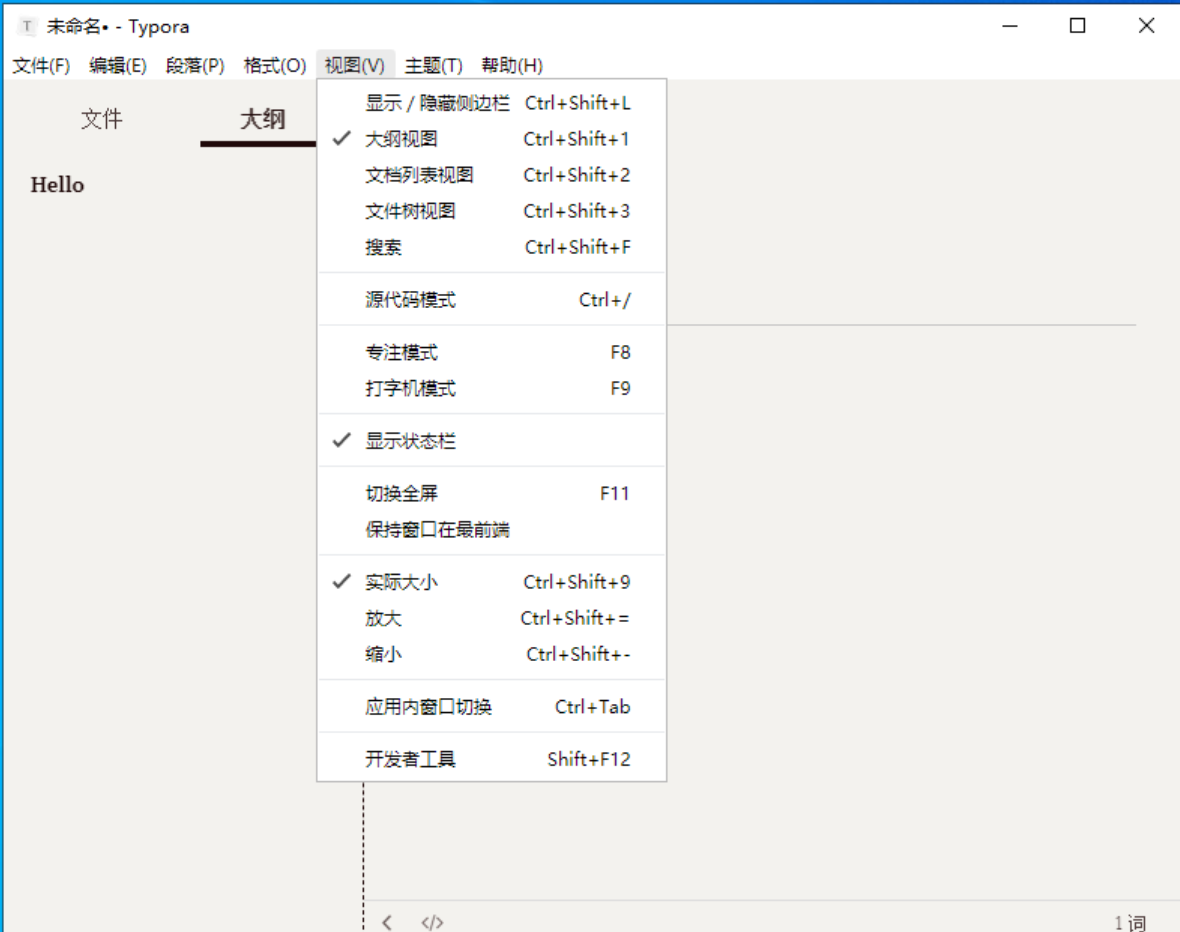 T 未命名• - Typora
文件(F) 编辑(E) 段落(P) 格式(O) 视图(V) 主题(T) 帮助(H)
文件 大纲
Hello
显示 / 隐藏侧边栏 Ctrl+Shift+L
大纲视图 Ctrl+Shift+1
文档列表视图 Ctrl+Shift+2
文件树视图 Ctrl+Shift+3
搜索 Ctrl+Shift+F
源代码模式 Ctrl+/
专注模式 F8
打字机模式 F9
显示状态栏
切换全屏 F11
保持窗口在最前端
实际大小 Ctrl+Shift+9
放大 Ctrl+Shift+=
缩小 Ctrl+Shift+-
应用内窗口切换 Ctrl+Tab
开发者工具 Shift+F12
1 词